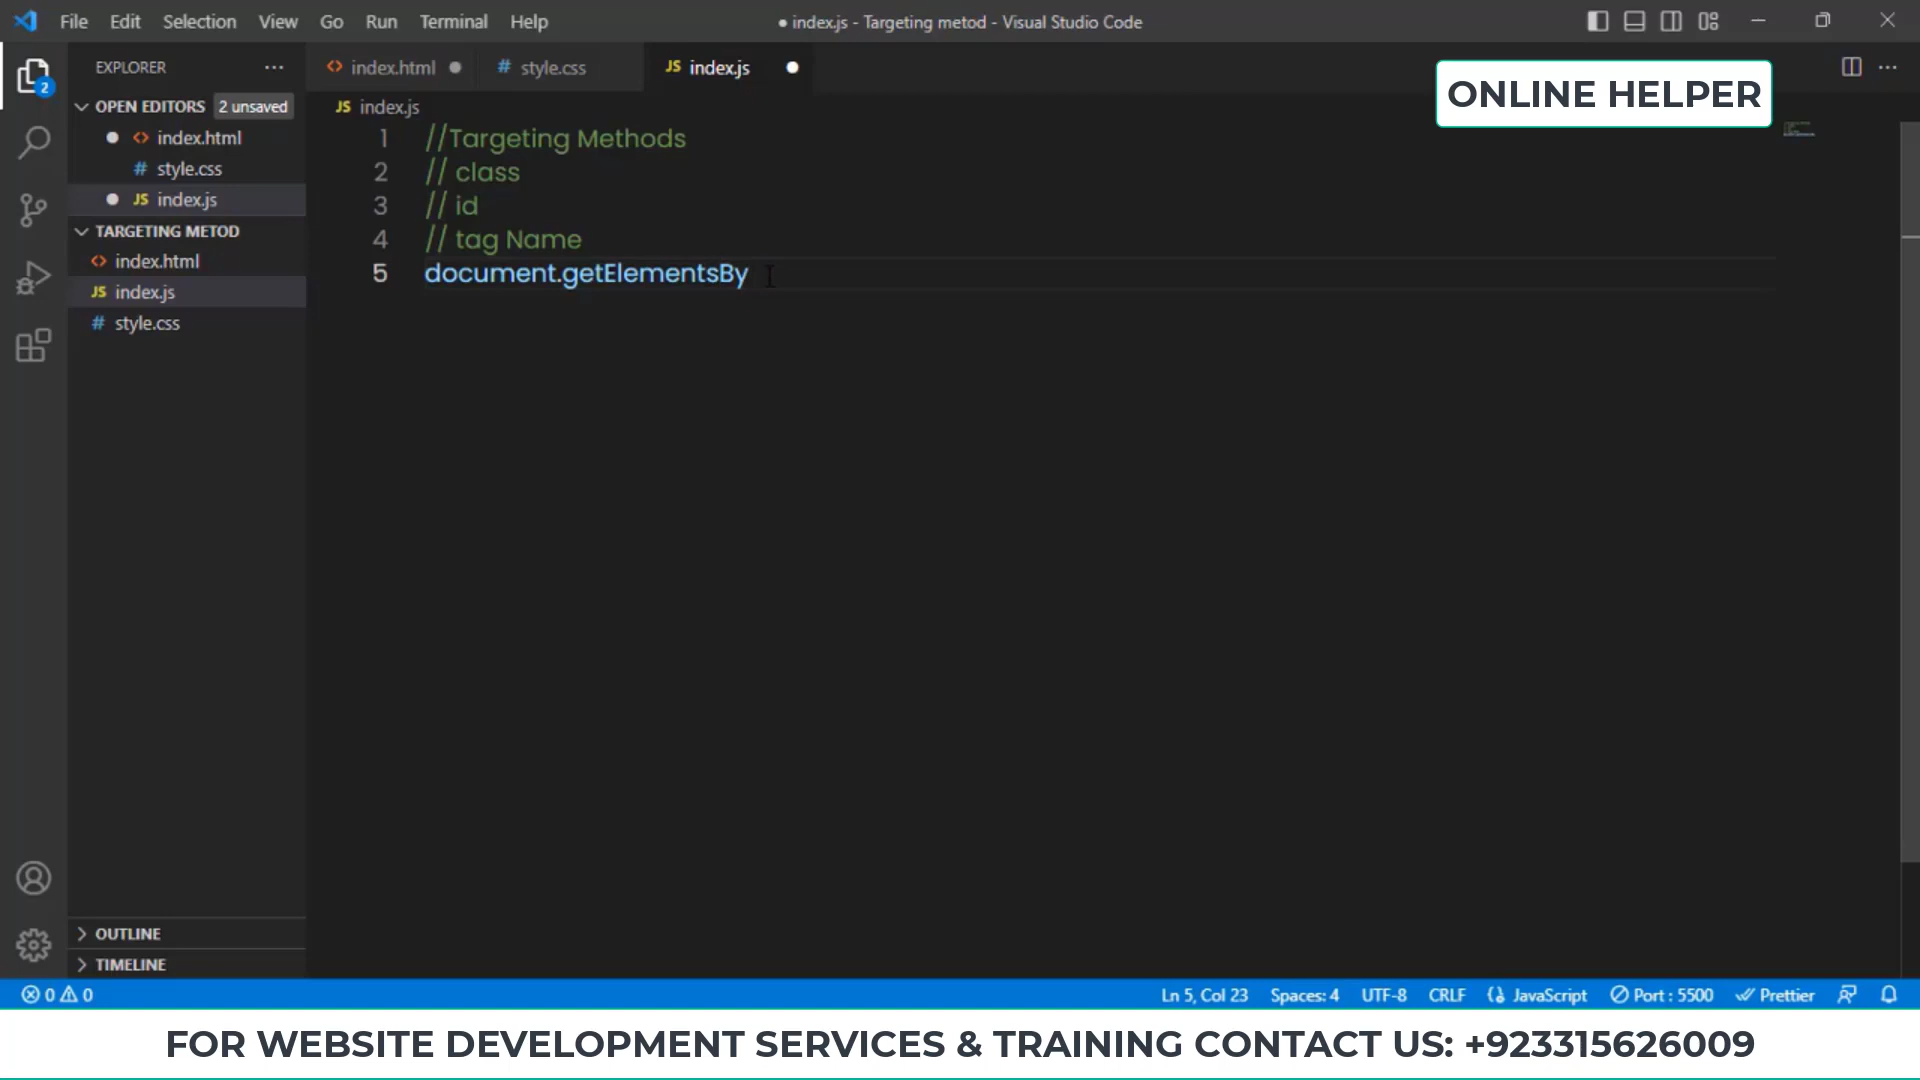 File Edit Selection View Go Run Terminal Help
● index.js - Targeting metod - Visual Studio Code
EXPLORER
index.html
# style.css
JS index.js
ONLINE HELPER
2
OPEN EDITORS 2 unsaved
index.html
# style.css
JS index.js
TARGETING METOD
index.html
JS index.js
# style.css
OUTLINE
TIMELINE
JS index.js
1 //Targeting Methods
2 // class
3 // id
4 // tag Name
5 document.getElementsBy
0 0
Ln 5, Col 23 Spaces: 4 UTF-8 CRLF JavaScript Port : 5500 Prettier
FOR WEBSITE DEVELOPMENT SERVICES & TRAINING CONTACT US: +923315626009